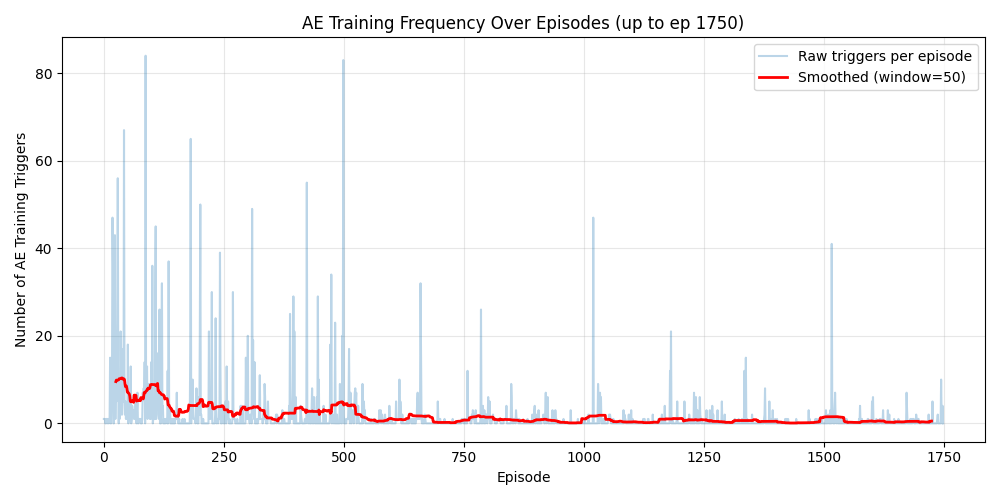 AE Training Frequency Over Episodes (up to ep 1750)
Raw triggers per episode
Smoothed (window=50)
Number of AE Training Triggers
80
60
40
20
0
0 250 500 750 1000 1250 1500 1750
Episode